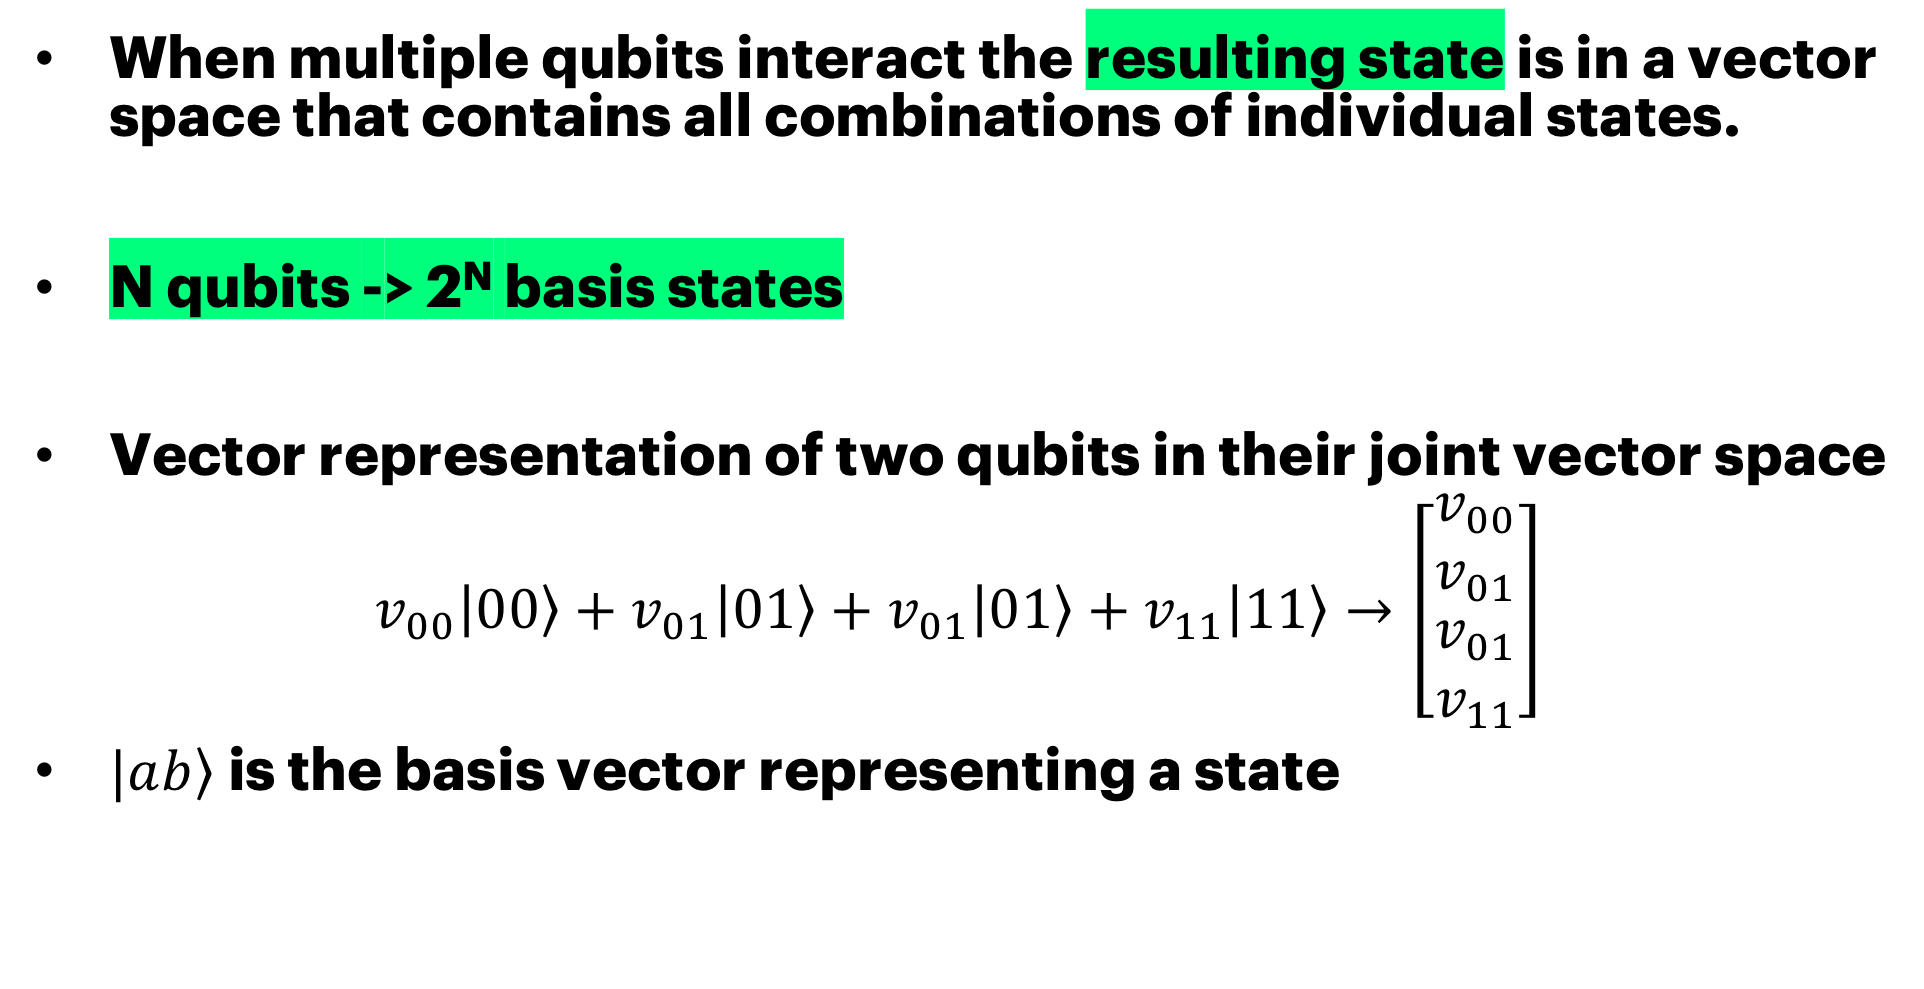 • When multiple qubits interact the resulting state is in a vector
space that contains all combinations of individual states.
• N qubits -> 2ᴺ basis states
• Vector representation of two qubits in their joint vector space
𝑣₀₀|00⟩ + 𝑣₀₁|01⟩ + 𝑣₀₁|01⟩ + 𝑣₁₁|11⟩ → [𝑣₀₀
𝑣₀₁
𝑣₀₁
𝑣₁₁]
• |𝑎𝑏⟩ is the basis vector representing a state